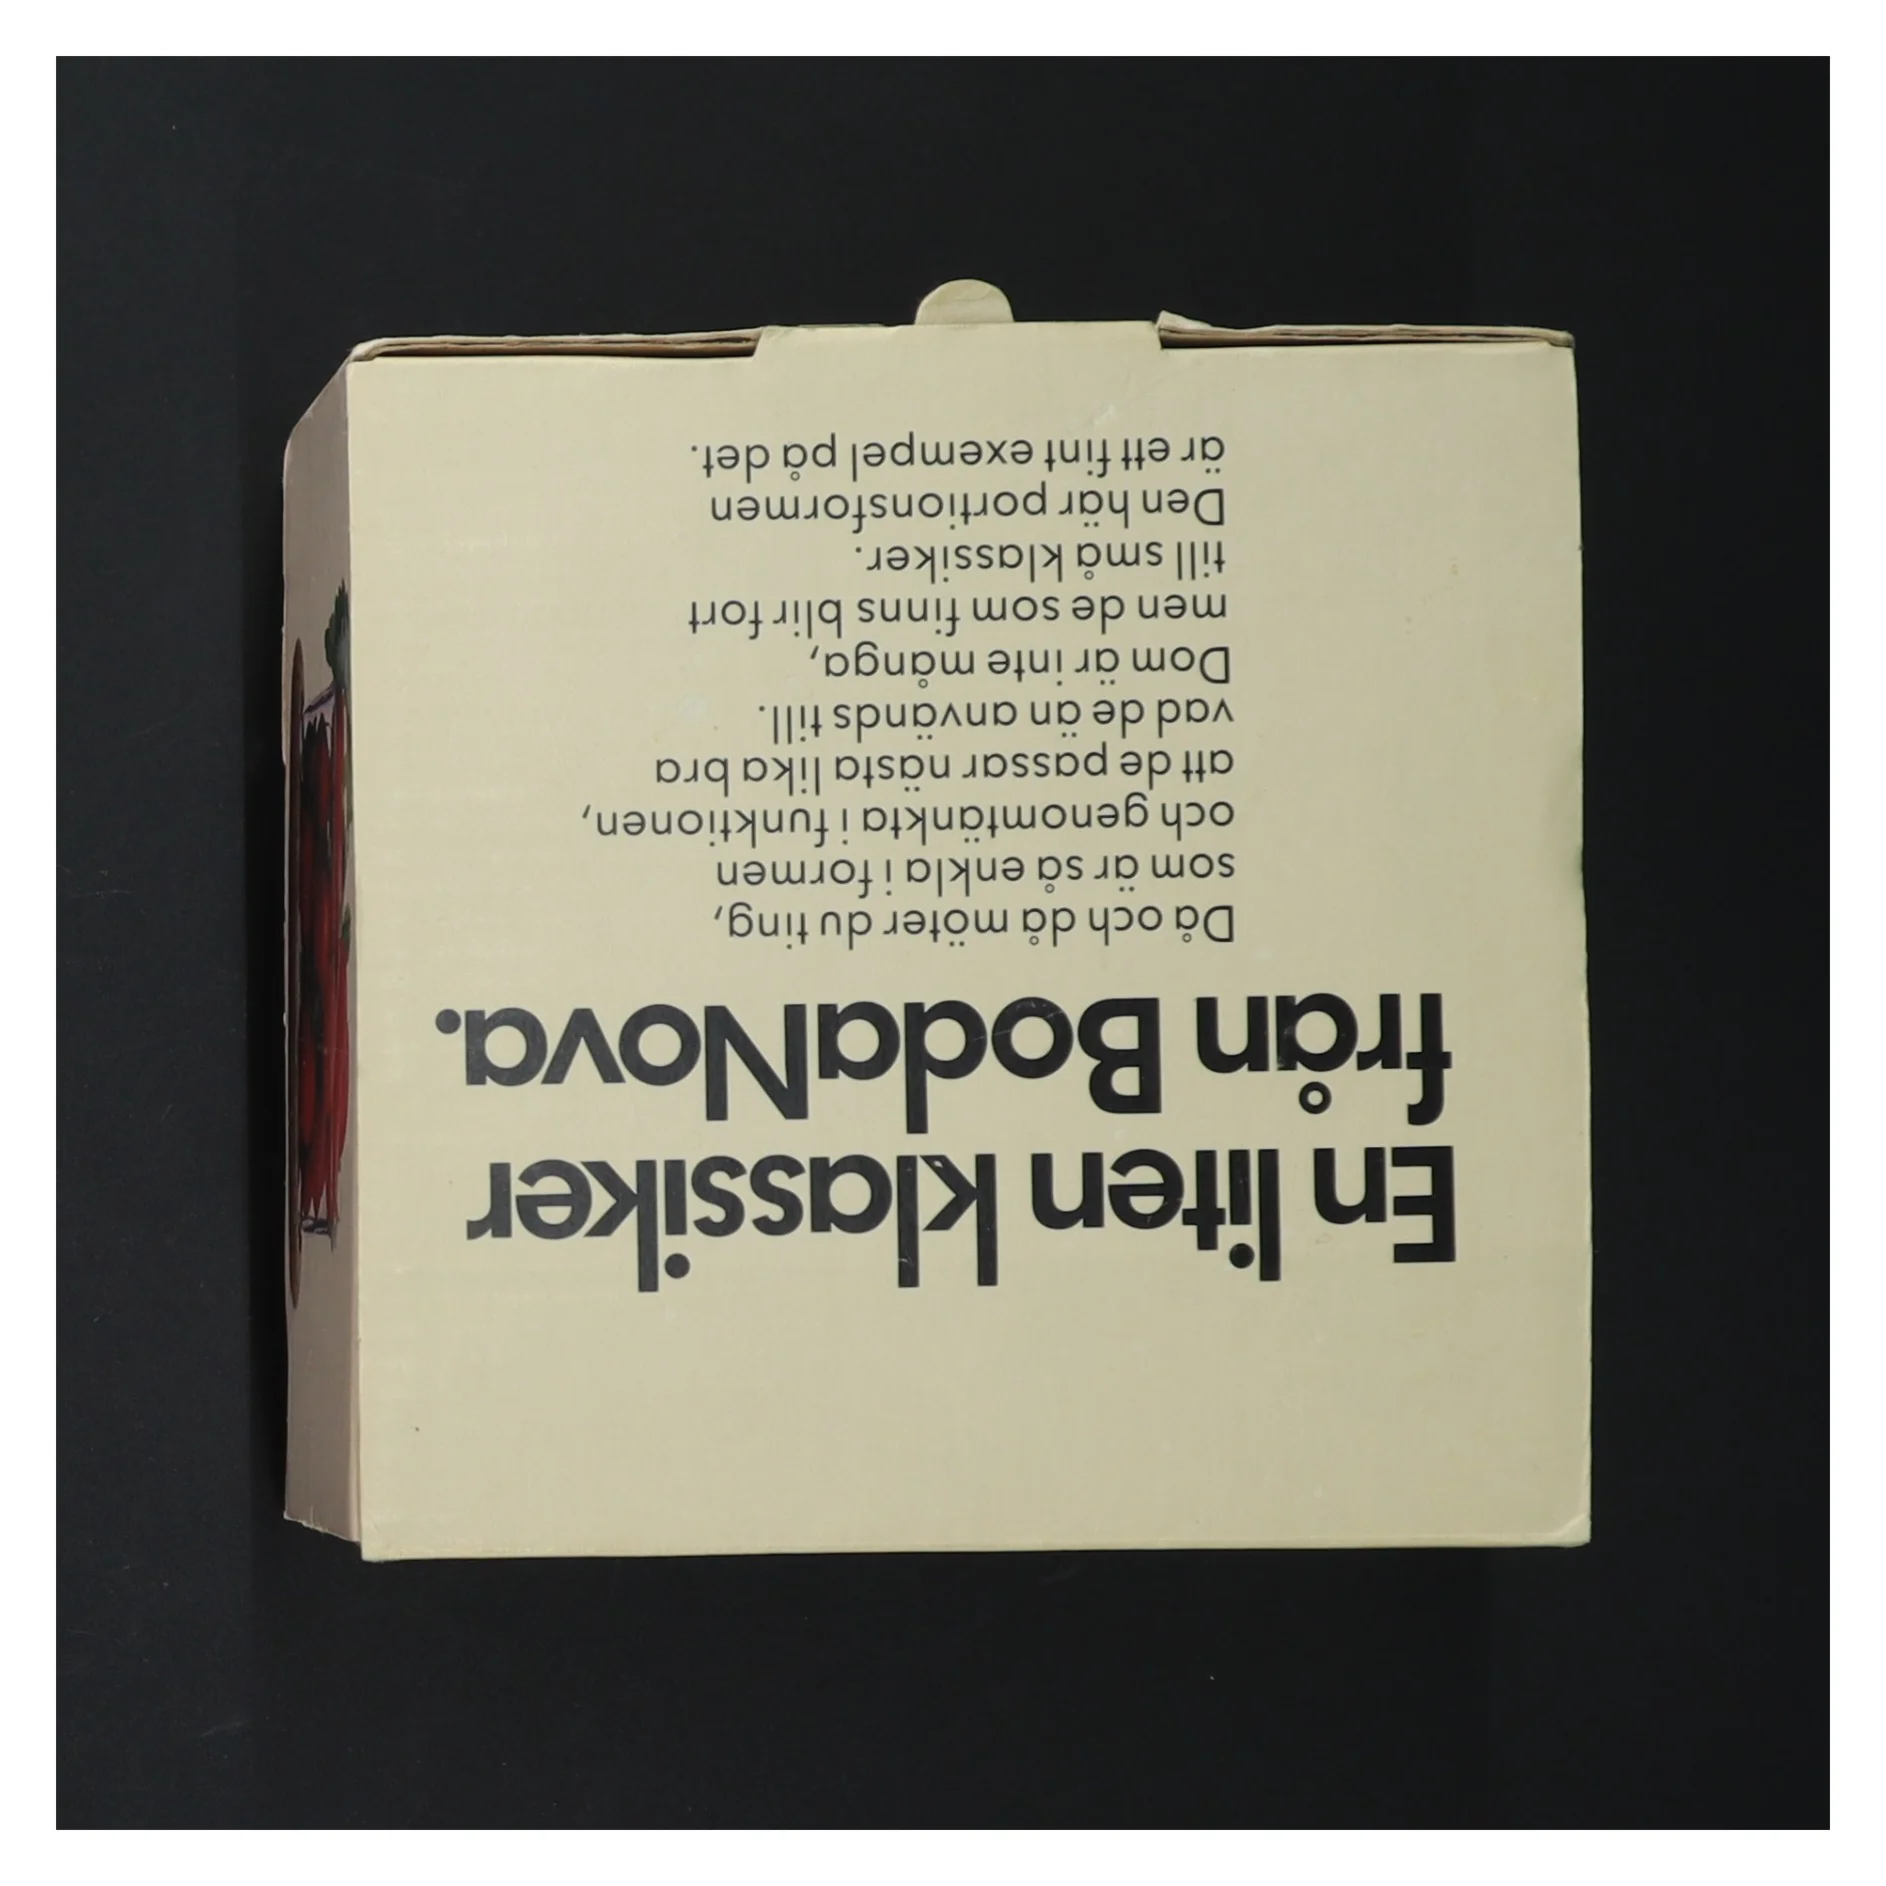 En liten klassiker
från BodaNova.
Då och då möter du ting,
som är så enkla i formen
och genomtänkta i funktionen,
att de passar nästa lika bra
vad de än används till.
Dom är inte många,
men de som finns blir fort
till små klassiker.
Den här portionsformen
är ett fint exempel på det.